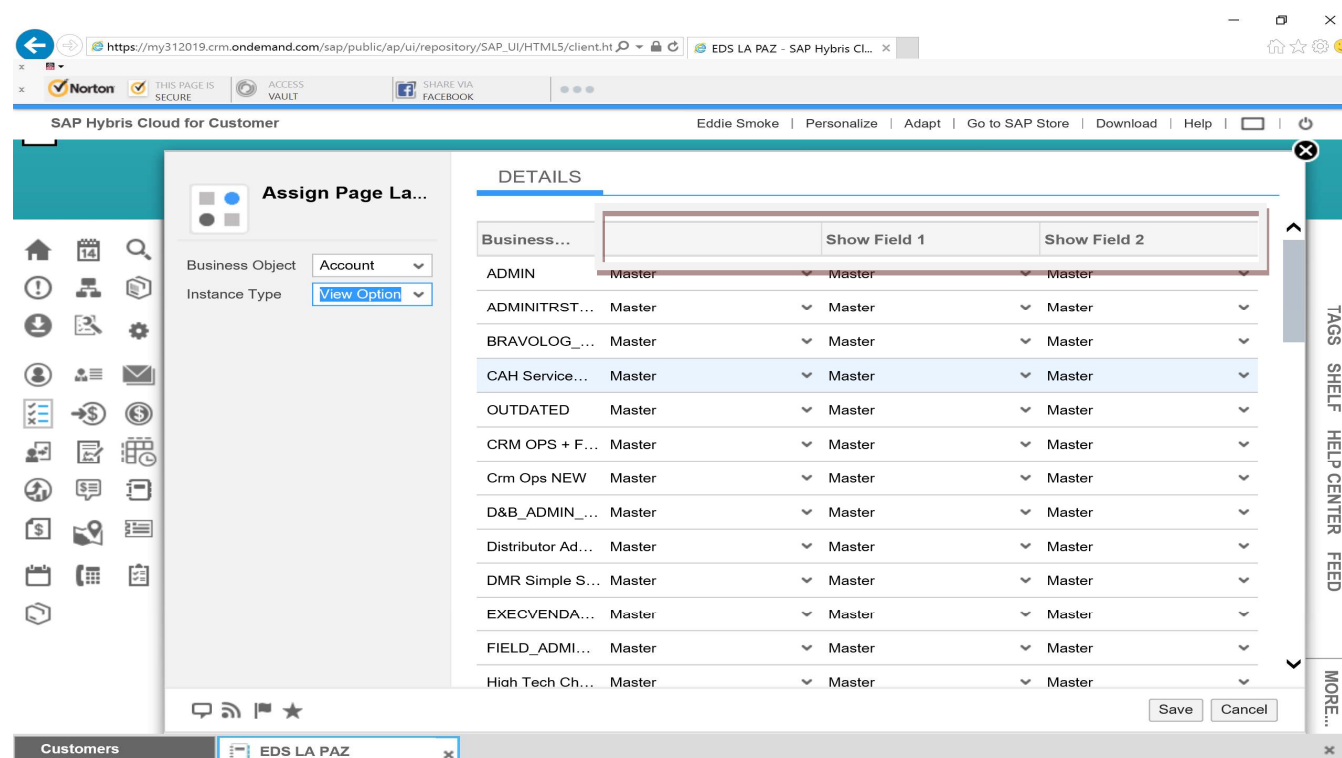 https://my312019.crm.ondemand.com/sap/public/ap/ui/repository/SAP_UI/HTML5/client.ht
EDS LA PAZ - SAP Hybris Cl...
Norton
THIS PAGE IS SECURE
ACCESS VAULT
SHARE VIA FACEBOOK
SAP Hybris Cloud for Customer
Eddie Smoke | Personalize | Adapt | Go to SAP Store | Download | Help
Assign Page La...
DETAILS
Business Object Account
Instance Type View Option
Business... Show Field 1 Show Field 2
ADMIN Master Master Master
ADMINITRST... Master Master Master
BRAVOLOG_... Master Master Master
CAH Service... Master Master Master
OUTDATED Master Master Master
CRM OPS + F... Master Master Master
Crm Ops NEW Master Master Master
D&B_ADMIN_... Master Master Master
Distributor Ad... Master Master Master
DMR Simple S... Master Master Master
EXECVENDA... Master Master Master
FIELD_ADMI... Master Master Master
High Tech Ch... Master Master Master
14
TAGS
SHELF
HELP CENTER
FEED
MORE...
Save Cancel
Customers
EDS LA PAZ